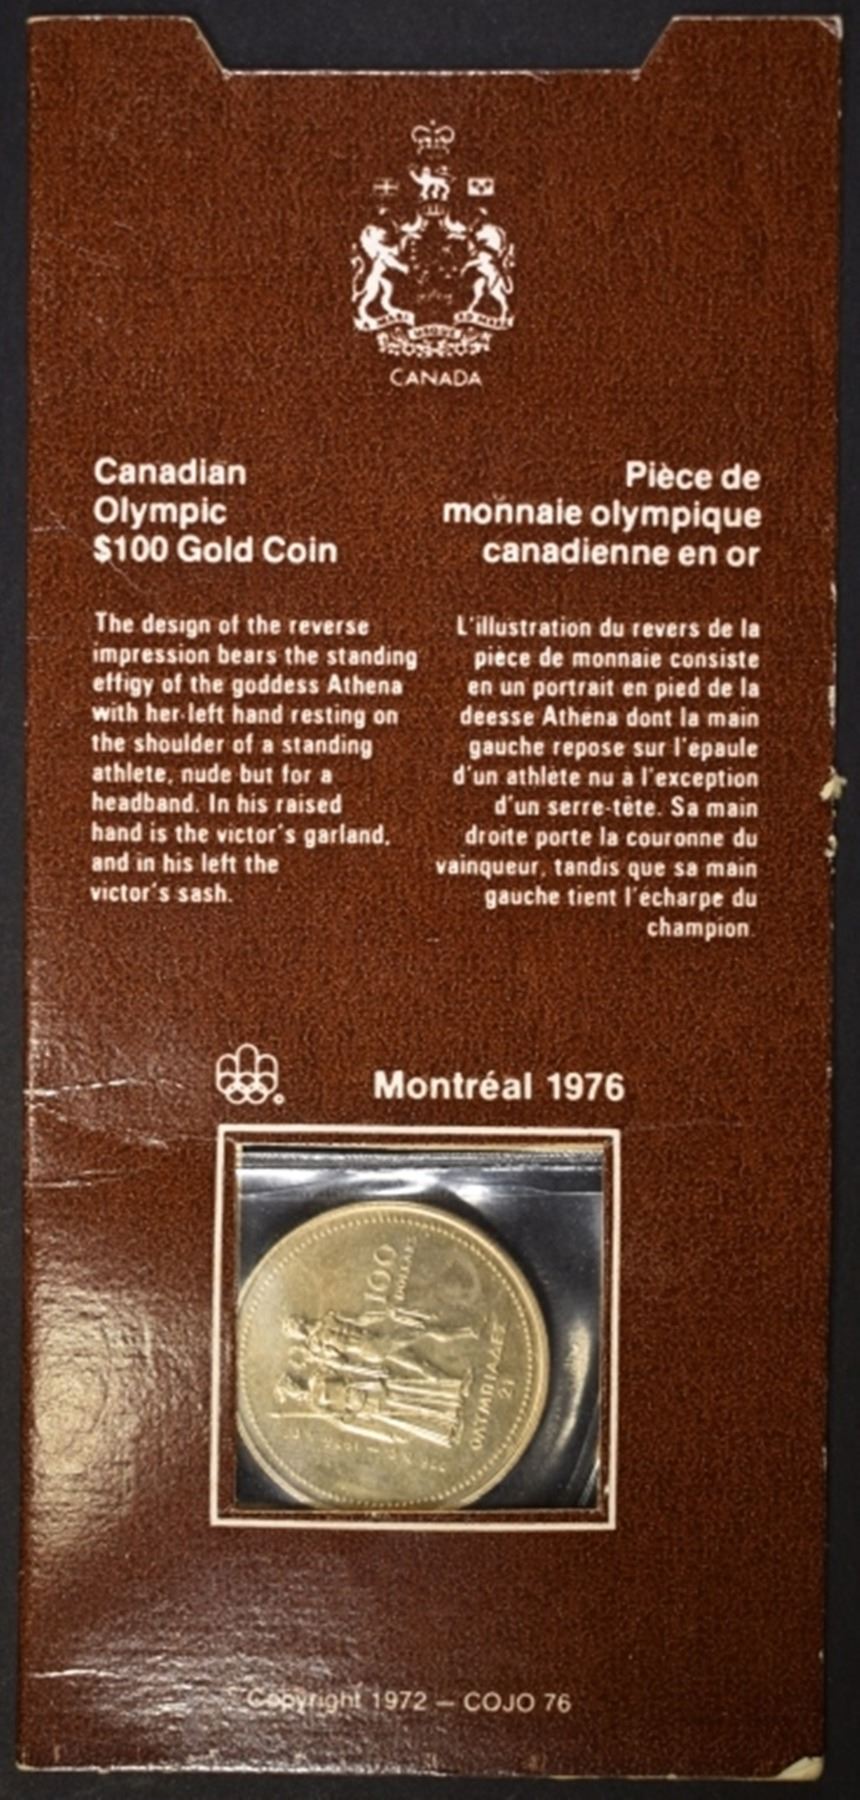 CANADA
Canadian
Olympic
$100 Gold Coin
The design of the reverse
impression bears the standing
effigy of the goddess Athena
with her left hand resting on
the shoulder of a standing
athlete, nude but for a
headband. In his raised
hand is the victor's garland,
and in his left the
victor's sash.
Pièce de
monnaie olympique
canadienne en or
L'illustration du revers de la
pièce de monnaie consiste
en un portrait en pied de la
déesse Athéna dont la main
gauche repose sur l'épaule
d'un athlète nu à l'exception
d'un serre-tête. Sa main
droite porte la couronne du
vainqueur, tandis que sa main
gauche tient l'écharpe du
champion.
Montréal 1976
100
DOLLARS
21
Copyright 1972 — COJO 76